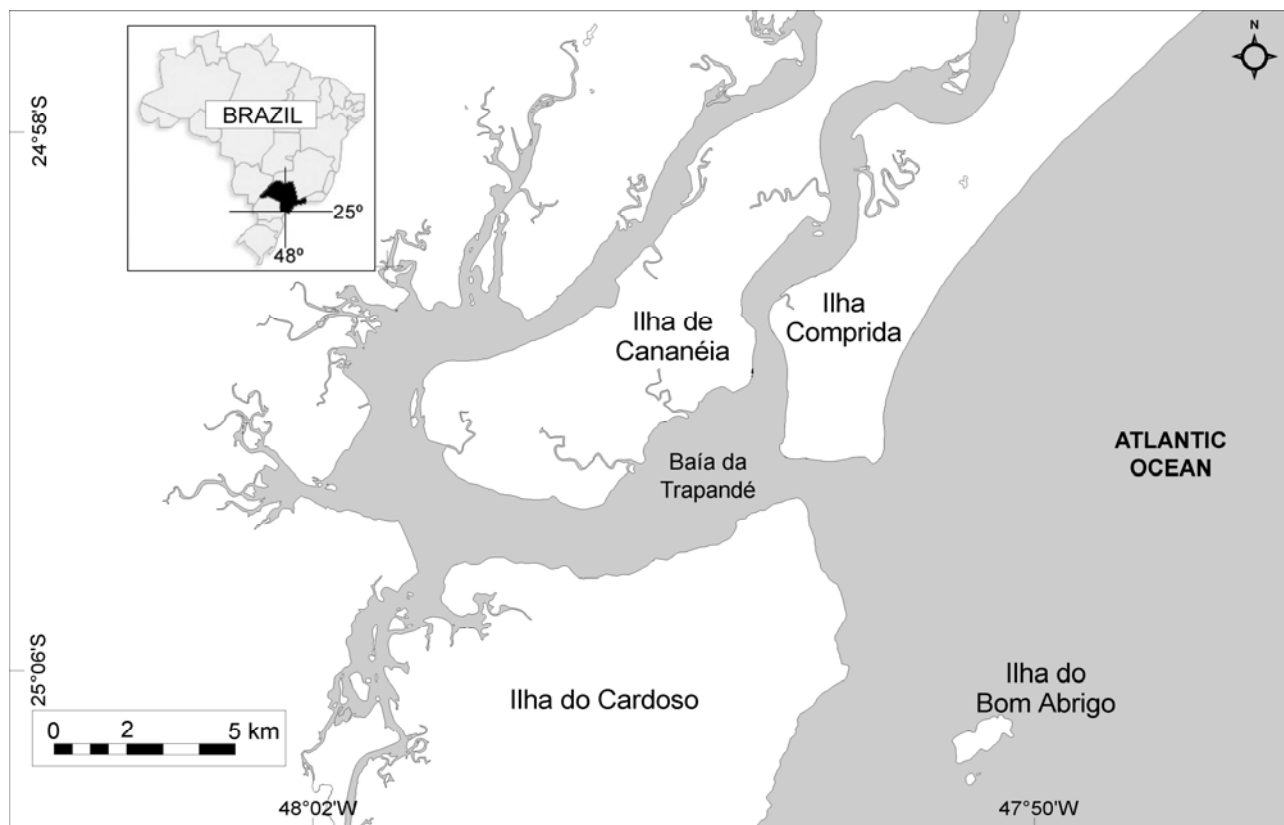 N
BRAZIL
25º
48º
24°58'S
Ilha de
Cananéia
Ilha
Comprida
ATLANTIC
OCEAN
Baía da
Trapandé
25°06'S
Ilha do Cardoso
Ilha do
Bom Abrigo
0 2 5 km
48°02'W
47°50'W